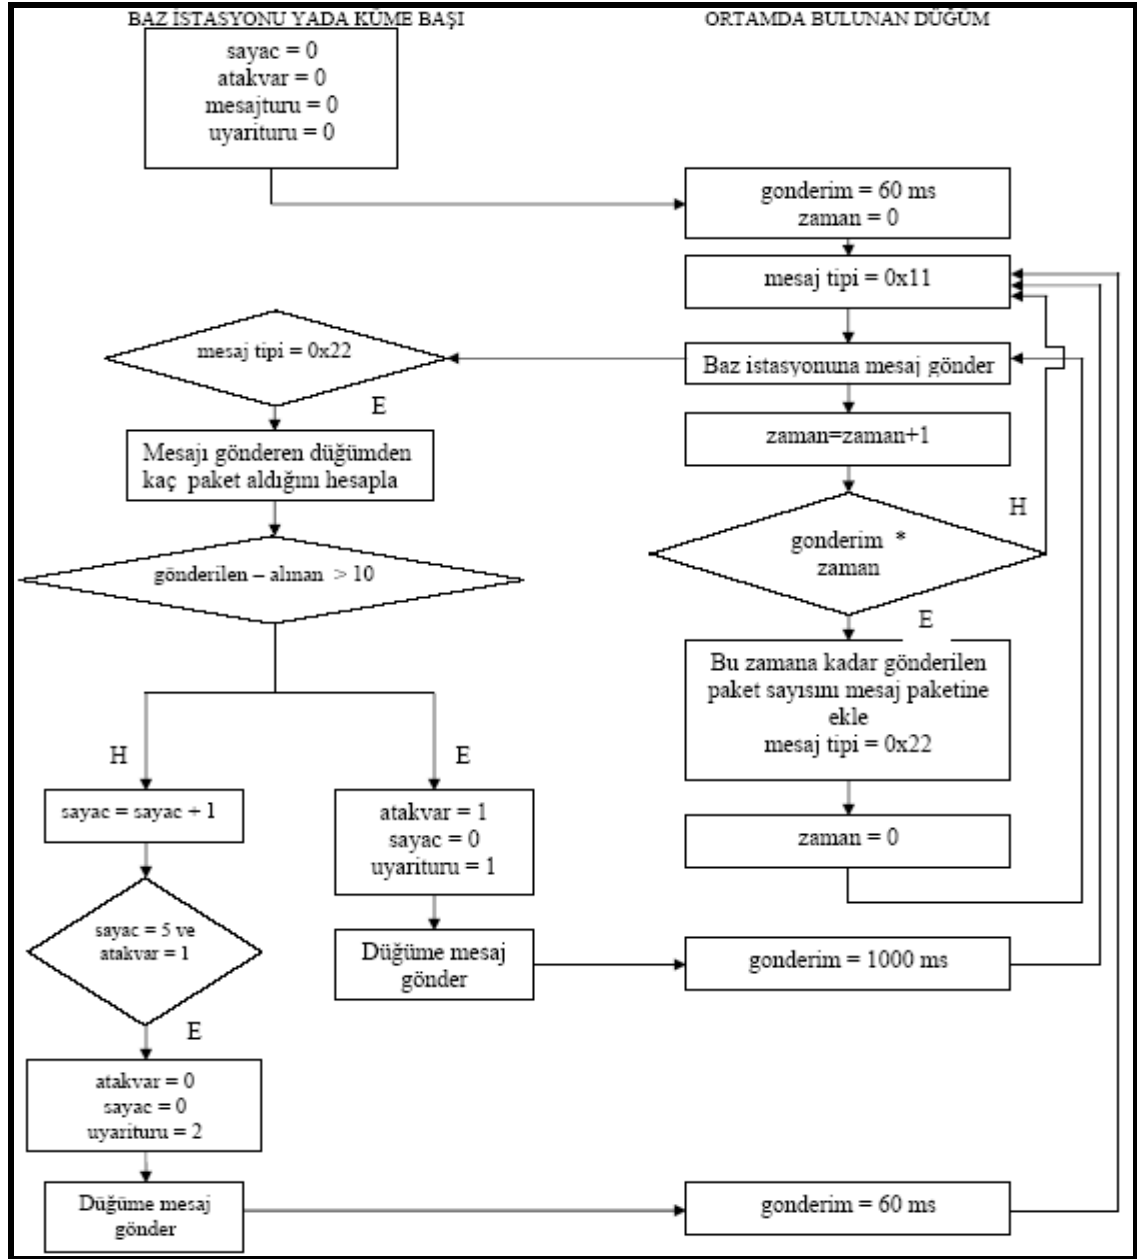 BAZ İSTASYONU YADA KÜME BAŞI
ORTAMDA BULUNAN DÜĞÜM
sayac = 0
atakvar = 0
mesajturu = 0
uyarituru = 0
gonderim = 60 ms
zaman = 0
mesaj tipi = 0x11
mesaj tipi = 0x22
Baz istasyonuna mesaj gönder
E
zaman=zaman+1
Mesajı gönderen düğümden
kaç paket aldığını hesapla
H
gonderim *
zaman
gönderilen – alınan > 10
E
Bu zamana kadar gönderilen
paket sayısını mesaj paketine
ekle
mesaj tipi = 0x22
H
E
sayac = sayac + 1
atakvar = 1
sayac = 0
uyarituru = 1
zaman = 0
sayac = 5 ve
atakvar = 1
Düğüme mesaj
gönder
gonderim = 1000 ms
E
atakvar = 0
sayac = 0
uyarituru = 2
Düğüme mesaj
gönder
gonderim = 60 ms